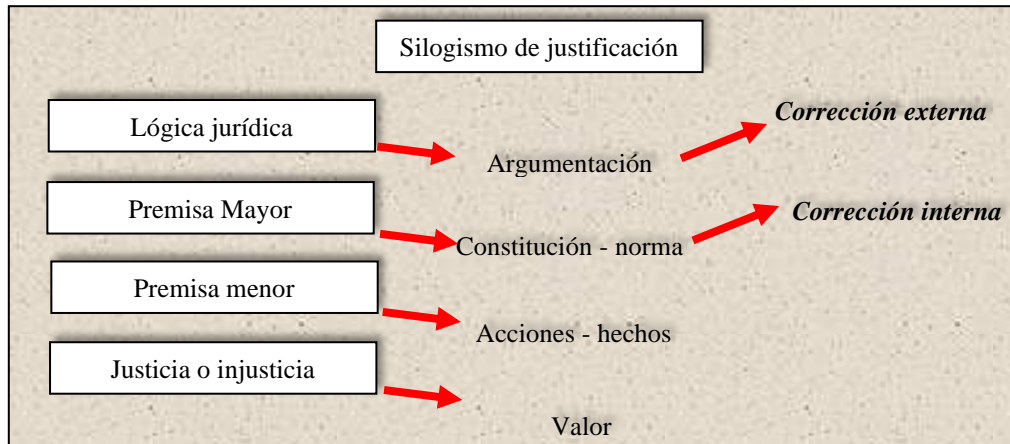 Silogismo de justificación
Lógica jurídica
Argumentación
Corrección externa
Premisa Mayor
Constitución - norma
Corrección interna
Premisa menor
Acciones - hechos
Justicia o injusticia
Valor